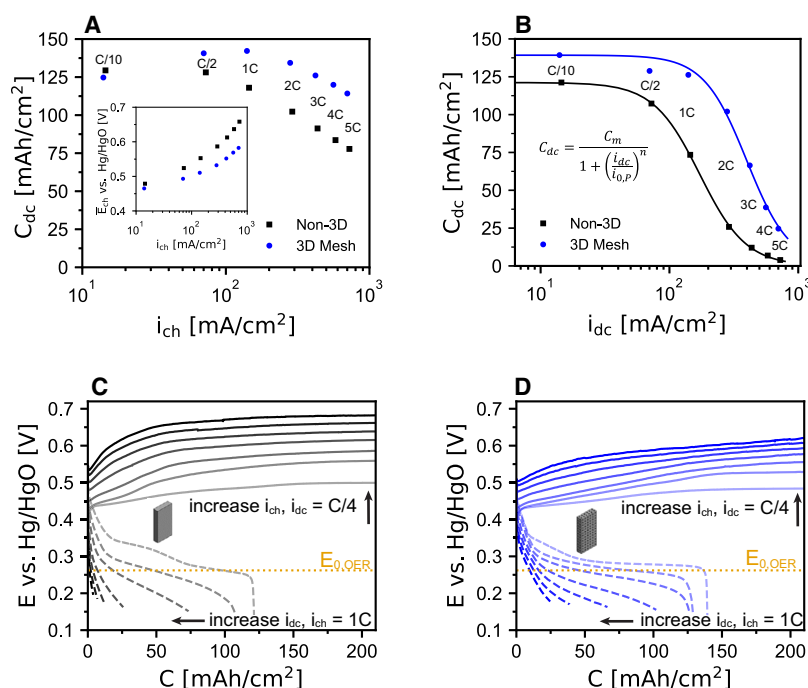 A
C_dc [mAh/cm²]
150
125
100
75
50
25
0
C/10
C/2
1C
2C
3C
4C
5C
E̅_ch vs. Hg/HgO [V]
0.7
0.6
0.5
0.4
10¹ 10² 10³
i_ch [mA/cm²]
Non-3D
3D Mesh
10¹ 10² 10³
i_ch [mA/cm²]
B
C_dc [mAh/cm²]
150
125
100
75
50
25
0
C/10
C/2
1C
2C
3C
4C
5C
C_dc = C_m / (1 + (i_dc / i_0,P)^n)
Non-3D
3D Mesh
10¹ 10² 10³
i_dc [mA/cm²]
C
E vs. Hg/HgO [V]
0.7
0.6
0.5
0.4
0.3
0.2
0.1
increase i_ch, i_dc = C/4
E_0,OER
increase i_dc, i_ch = 1C
0 50 100 150 200
C [mAh/cm²]
D
E vs. Hg/HgO [V]
0.7
0.6
0.5
0.4
0.3
0.2
0.1
increase i_ch, i_dc = C/4
E_0,OER
increase i_dc, i_ch = 1C
0 50 100 150 200
C [mAh/cm²]